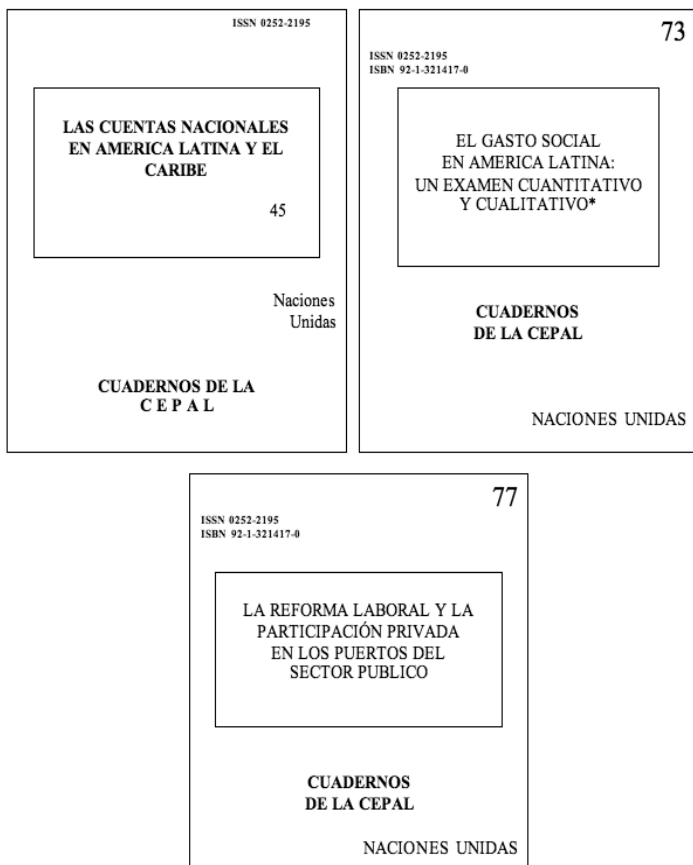 ISSN 0252-2195
LAS CUENTAS NACIONALES
EN AMERICA LATINA Y EL
CARIBE
45
Naciones
Unidas
CUADERNOS DE LA
C E P A L
73
ISSN 0252-2195
ISBN 92-1-321417-0
EL GASTO SOCIAL
EN AMERICA LATINA:
UN EXAMEN CUANTITATIVO
Y CUALITATIVO*
CUADERNOS
DE LA CEPAL
NACIONES UNIDAS
77
ISSN 0252-2195
ISBN 92-1-321417-0
LA REFORMA LABORAL Y LA
PARTICIPACIÓN PRIVADA
EN LOS PUERTOS DEL
SECTOR PUBLICO
CUADERNOS
DE LA CEPAL
NACIONES UNIDAS